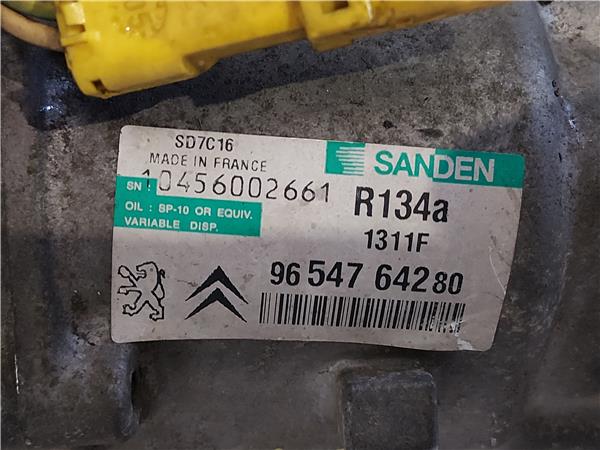 SD7C16
MADE IN FRANCE
SANDEN
SN 10456002661
R134a
OIL : SP-10 OR EQUIV.
VARIABLE DISP.
1311F
96 547 642 80